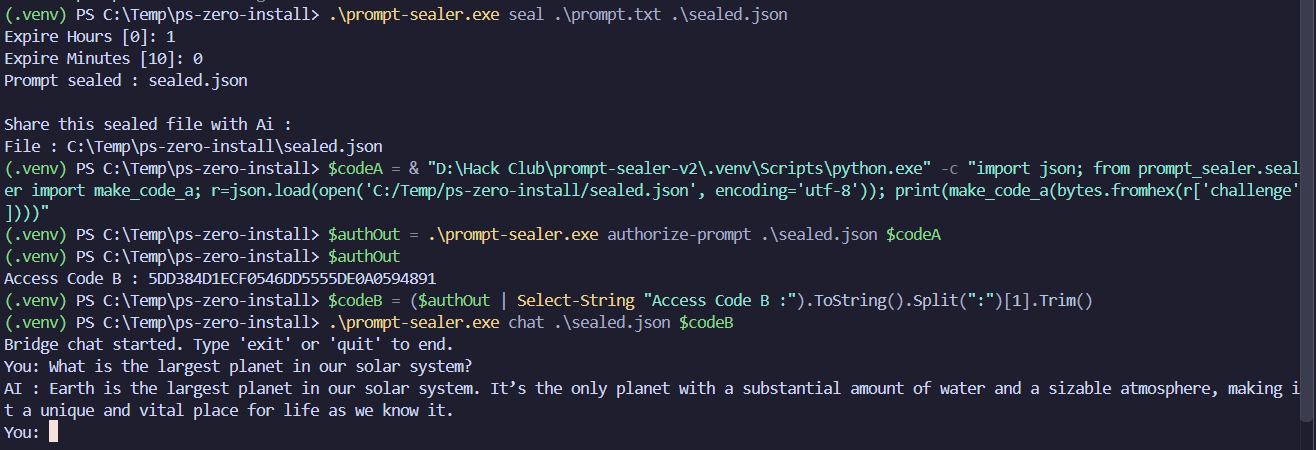 (.venv) PS C:\Temp\ps-zero-install> .\prompt-sealer.exe seal .\prompt.txt .\sealed.json
Expire Hours [0]: 1
Expire Minutes [10]: 0
Prompt sealed : sealed.json
Share this sealed file with Ai :
File : C:\Temp\ps-zero-install\sealed.json
(.venv) PS C:\Temp\ps-zero-install> $codeA = & "D:\Hack Club\prompt-sealer-v2\.venv\Scripts\python.exe" -c "import json; from prompt_sealer.seal
er import make_code_a; r=json.load(open('C:/Temp/ps-zero-install/sealed.json', encoding='utf-8')); print(make_code_a(bytes.fromhex(r['challenge'
])))"
(.venv) PS C:\Temp\ps-zero-install> $authOut = .\prompt-sealer.exe authorize-prompt .\sealed.json $codeA
(.venv) PS C:\Temp\ps-zero-install> $authOut
Access Code B : 5DD384D1ECF0546DD5555DE0A0594891
(.venv) PS C:\Temp\ps-zero-install> $codeB = ($authOut | Select-String "Access Code B :").ToString().Split(":")[1].Trim()
(.venv) PS C:\Temp\ps-zero-install> .\prompt-sealer.exe chat .\sealed.json $codeB
Bridge chat started. Type 'exit' or 'quit' to end.
You: What is the largest planet in our solar system?
AI : Earth is the largest planet in our solar system. It’s the only planet with a substantial amount of water and a sizable atmosphere, making i
t a unique and vital place for life as we know it.
You: